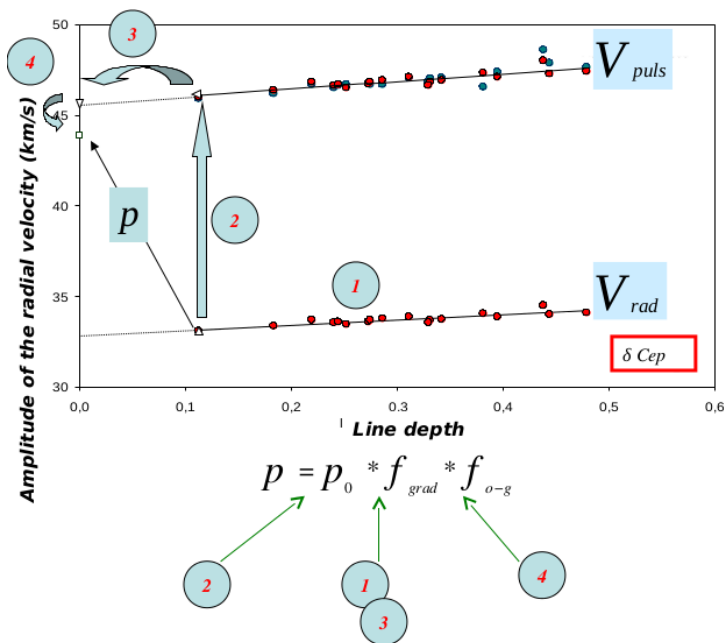 50
3
4
V puls
45
Amplitude of the radial velocity (km/s)
40
p
2
1
35
V rad
δ Cep
30
0,0 0,1 0,2 0,3 0,4 0,5 0,6
Line depth
p = p₀ * f grad * f o-g
2
1
4
3